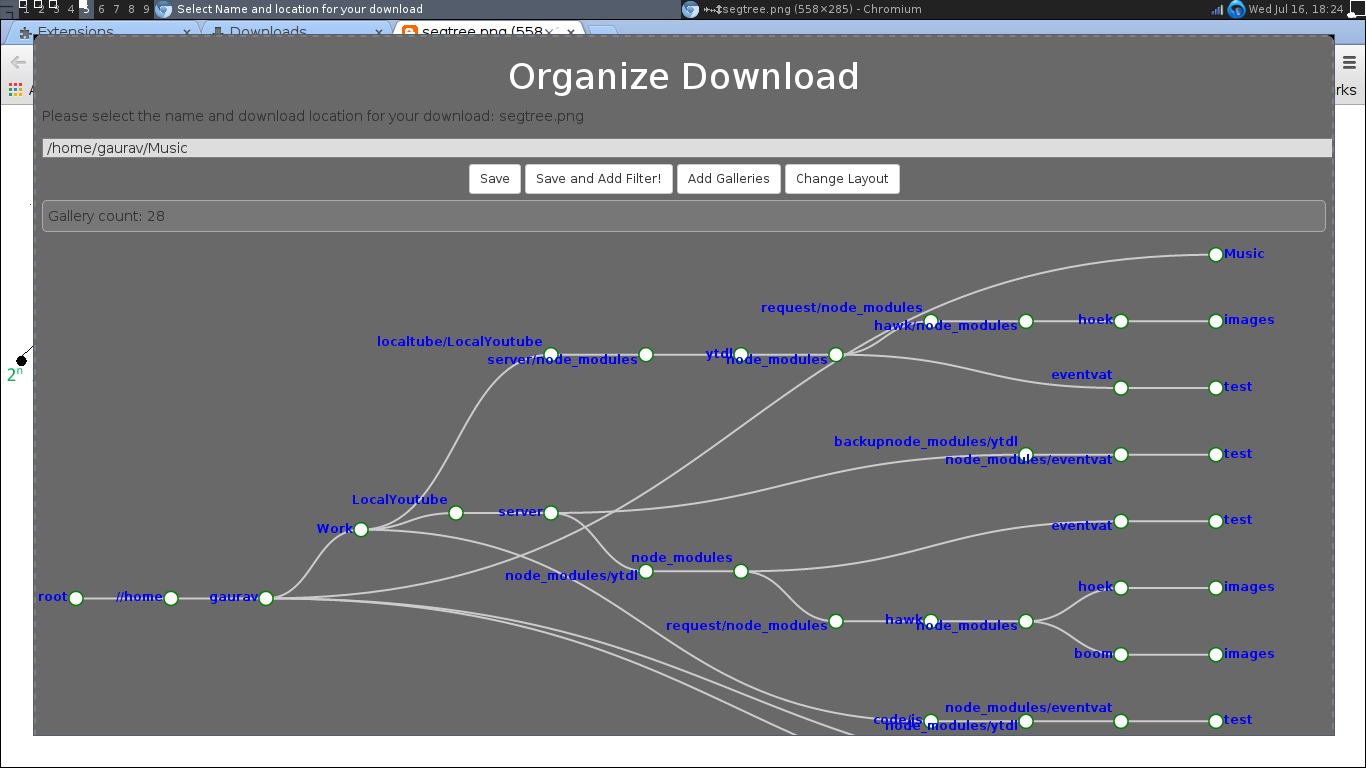 1 2 3 4 5 6 7 8 9 Select Name and location for your download segtree.png (558×285) - Chromium Wed Jul 16, 18:24
Extensions × Downloads × segtree.png (558× ×
rks
Organize Download
Please select the name and download location for your download: segtree.png
/home/gaurav/Music
Save Save and Add Filter! Add Galleries Change Layout
Gallery count: 28
Music
request/node_modules
hawk/node_modules hoek images
localtube/LocalYoutube
server/node_modules ytdl node_modules
2ⁿ
eventvat
test
backupnode_modules/ytdl
node_modules/eventvat test
LocalYoutube
server
Work
eventvat test
node_modules
node_modules/ytdl
root //home gaurav
hoek images
request/node_modules hawk node_modules
boom images
node_modules/eventvat
code/js node_modules/ytdl test